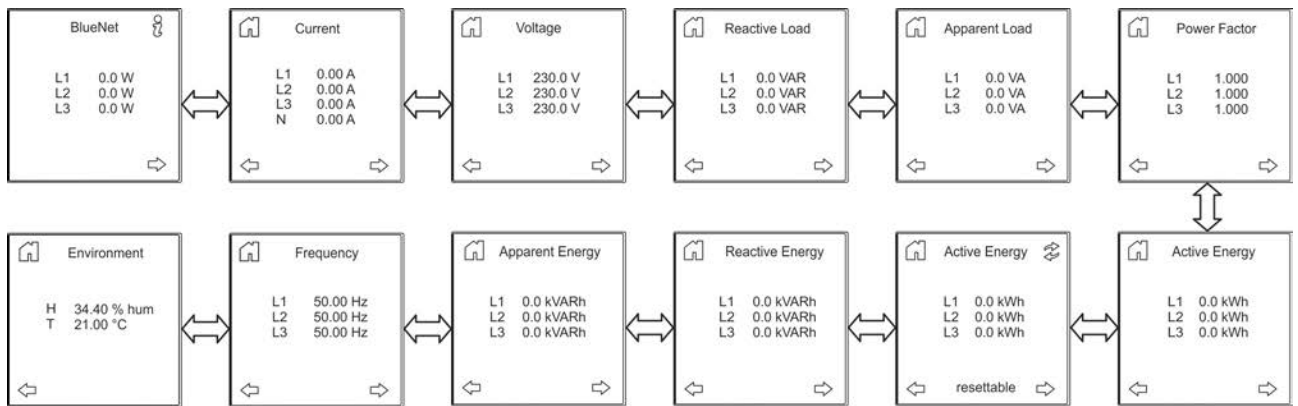 BlueNet
L1 0.0 W
L2 0.0 W
L3 0.0 W
Current
L1 0.00 A
L2 0.00 A
L3 0.00 A
N 0.00 A
Voltage
L1 230.0 V
L2 230.0 V
L3 230.0 V
Reactive Load
L1 0.0 VAR
L2 0.0 VAR
L3 0.0 VAR
Apparent Load
L1 0.0 VA
L2 0.0 VA
L3 0.0 VA
Power Factor
L1 1.000
L2 1.000
L3 1.000
Environment
H 34.40 % hum
T 21.00 °C
Frequency
L1 50.00 Hz
L2 50.00 Hz
L3 50.00 Hz
Apparent Energy
L1 0.0 kVARh
L2 0.0 kVARh
L3 0.0 kVARh
Reactive Energy
L1 0.0 kVARh
L2 0.0 kVARh
L3 0.0 kVARh
Active Energy
L1 0.0 kWh
L2 0.0 kWh
L3 0.0 kWh
resettable
Active Energy
L1 0.0 kWh
L2 0.0 kWh
L3 0.0 kWh